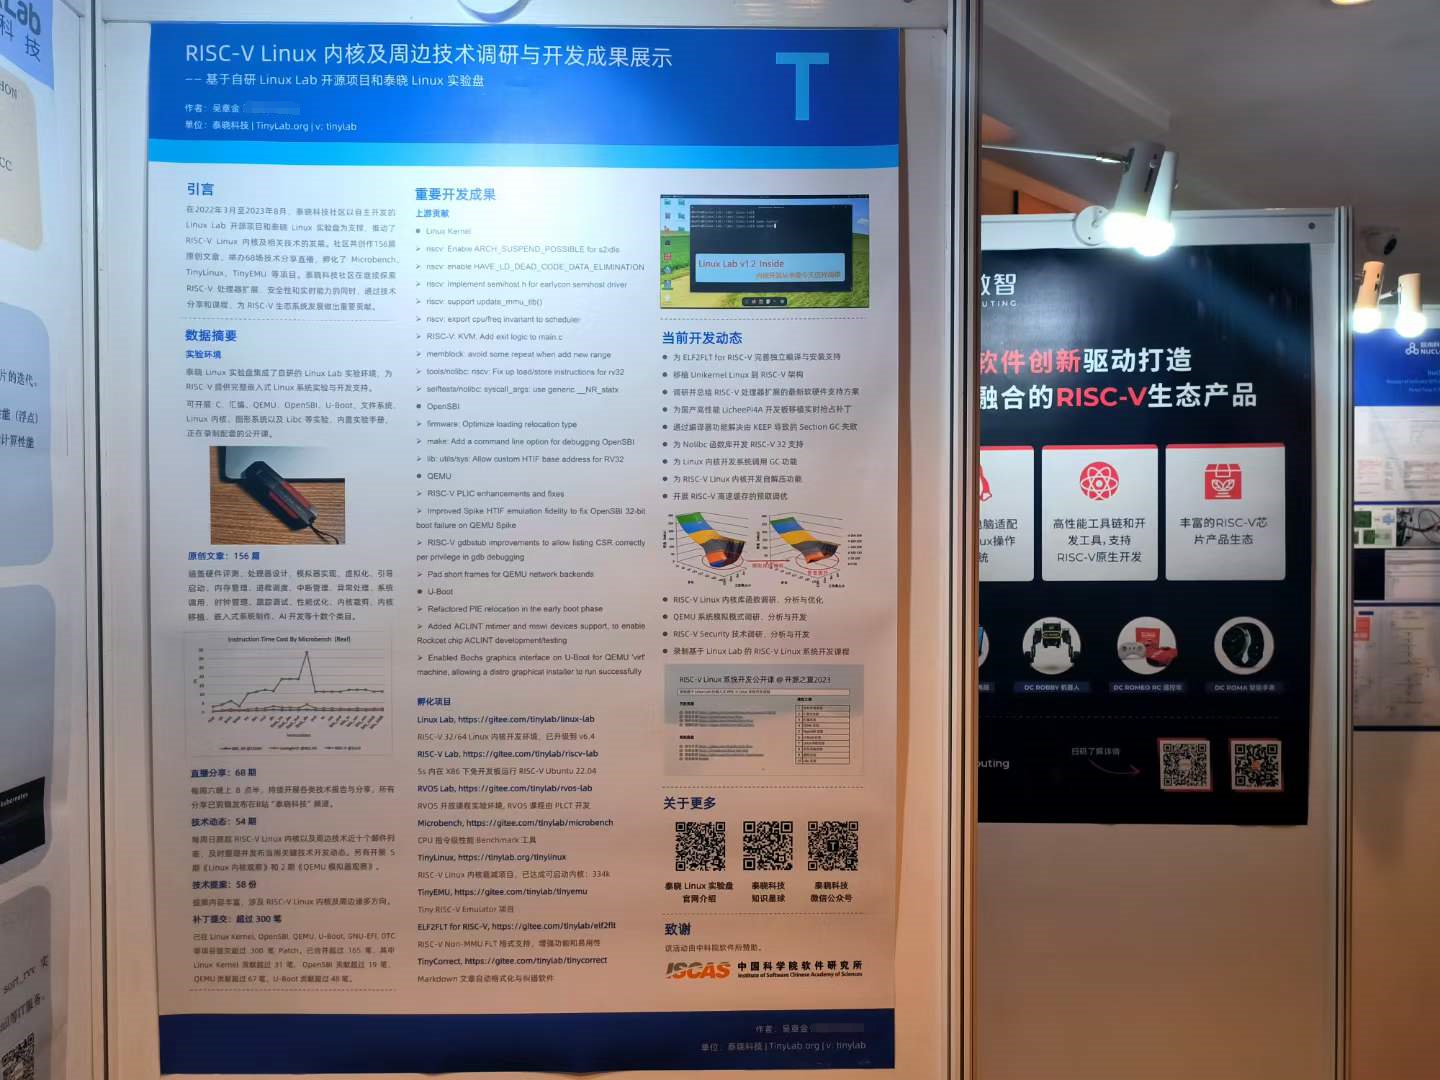 RISC-V Linux 内核及周边技术调研与开发成果展示
—— 基于自研 Linux Lab 开源项目和泰晓 Linux 实验盘
作者：吴章金
单位：泰晓科技 | TinyLab.org | v: tinylab
引言
在2022年3月至2023年8月，泰晓科技社区以自主开发的
Linux Lab 开源项目和泰晓 Linux 实验盘为支撑，推动了
RISC-V Linux 内核及相关技术的发展。社区共创作156篇
原创文章，举办68场技术分享直播，孵化了 Microbench,
TinyLinux, TinyEMU 等项目。泰晓科技社区在继续探索
RISC-V 处理器扩展、安全性和实时能力的同时，通过技术
分享和课程，为 RISC-V 生态系统发展做出重要贡献。
数据摘要
实验环境
泰晓 Linux 实验盘集成了自研的 Linux Lab 实验环境，为
RISC-V 提供完整嵌入式 Linux 系统实验与开发支持。
可开展 C、汇编、QEMU、OpenSBI、U-Boot、文件系统、
Linux 内核、图形系统以及 Libc 等实验，内置实验手册，
正在录制配套的公开课。
原创文章：156 篇
涵盖硬件评测、处理器设计、模拟器实现、虚拟化、引导
启动、内存管理、进程调度、中断管理、异常处理、系统
调用、时钟管理、跟踪调试、性能优化、内核裁剪、内核
移植、嵌入式系统制作、AI 开发等十数个类目。
Instruction Time Cost By Microbench (Real)
直播分享：68 期
每周六晚上 8 点半，持续开展各类技术报告与分享，所有
分享已剪辑发布在B站“泰晓科技”频道。
技术动态：54 期
每周日跟踪 RISC-V Linux 内核以及周边技术近十个邮件列
表，及时整理并发布当周关键技术开发动态。另有开展 5
期《Linux 内核观察》和 2 期《QEMU 模拟器观察》。
技术提案：58 份
提案内容丰富，涉及 RISC-V Linux 内核及周边诸多方向。
补丁提交：超过 300 笔
已在 Linux Kernel, OpenSBI, QEMU, U-Boot, GNU-EFI, DTC
等项目提交超过 300 笔 Patch，已合并超过 165 笔，其中
Linux Kernel 贡献超过 31 笔、OpenSBI 贡献超过 19 笔、
QEMU 贡献超过 67 笔、U-Boot 贡献超过 48 笔。
重要开发成果
上游贡献
● Linux Kernel
➢ riscv: Enable ARCH_SUSPEND_POSSIBLE for s2idle
➢ riscv: enable HAVE_LD_DEAD_CODE_DATA_ELIMINATION
➢ riscv: Implement semihost.h for earlycon semihost driver
➢ riscv: support update_mmu_tlb()
➢ riscv: export cpu/freq invariant to scheduler
➢ RISC-V: KVM: Add exit logic to main.c
➢ memblock: avoid some repeat when add new range
➢ tools/nolibc: riscv: Fix up load/store instructions for rv32
➢ selftests/nolibc: syscall_args: use generic __NR_statx
● OpenSBI
➢ firmware: Optimize loading relocation type
➢ make: Add a command line option for debugging OpenSBI
➢ lib: utils/sys: Allow custom HTIF base address for RV32
● QEMU
➢ RISC-V PLIC enhancements and fixes
➢ Improved Spike HTIF emulation fidelity to fix OpenSBI 32-bit
boot failure on QEMU Spike
➢ RISC-V gdbstub improvements to allow listing CSR correctly
per privilege in gdb debugging
➢ Pad short frames for QEMU network backends
● U-Boot
➢ Refactored PIE relocation in the early boot phase
➢ Added ACLINT mtimer and mswi devices support, to enable
Rocket chip ACLINT development/testing
➢ Enabled Bochs graphics interface on U-Boot for QEMU 'virt'
machine, allowing a distro graphical installer to run successfully
孵化项目
Linux Lab, https://gitee.com/tinylab/linux-lab
RISC-V 32/64 Linux 内核开发环境，已升级到 v6.4
RISC-V Lab, https://gitee.com/tinylab/riscv-lab
5s 内在 X86 下免开发板运行 RISC-V Ubuntu 22.04
RVOS Lab, https://gitee.com/tinylab/rvos-lab
RVOS 开放课程实验环境, RVOS 课程由 PLCT 开发
Microbench, https://gitee.com/tinylab/microbench
CPU 指令级性能 Benchmark 工具
TinyLinux, https://tinylab.org/tinylinux
RISC-V Linux 内核裁减项目，已达成可启动内核：334k
TinyEMU, https://gitee.com/tinylab/tinyemu
Tiny RISC-V Emulator 项目
ELF2FLT for RISC-V, https://gitee.com/tinylab/elf2flt
RISC-V Non-MMU FLT 格式支持，增强功能和易用性
TinyCorrect, https://gitee.com/tinylab/tinycorrect
Markdown 文章自动格式化与纠错软件
Linux Lab v1.2 Inside
当前开发动态
● 为 ELF2FLT for RISC-V 完善独立编译与安装支持
● 移植 Unikernel Linux 到 RISC-V 架构
● 调研并总结 RISC-V 处理器扩展的最新软硬件支持方案
● 为国产高性能 LicheePi4A 开发板移植实时抢占补丁
● 通过编译器功能解决由 KEEP 导致的 Section GC 失败
● 为 Nolibc 函数库开发 RISC-V 32 支持
● 为 Linux 内核开发系统调用 GC 功能
● 为 RISC-V Linux 内核开发自解压功能
● 开展 RISC-V 高速缓存的预取调优
● RISC-V Linux 内核库函数调研、分析与优化
● QEMU 系统模拟模式调研、分析与开发
● RISC-V Security 技术调研、分析与开发
● 录制基于 Linux Lab 的 RISC-V Linux 系统开发课程
RISC-V Linux 系统开发公开课 @ 开源之夏2023
关于更多
泰晓 Linux 实验盘
官网介绍
泰晓科技
知识星球
泰晓科技
微信公众号
致谢
该活动由中科院软件所赞助。
ISCAS 中国科学院软件研究所
Institute of Software Chinese Academy of Sciences
作者：吴章金
单位：泰晓科技 | TinyLab.org | v: tinylab
软件创新驱动打造
融合的RISC-V生态产品
高性能工具链和开
发工具，支持
RISC-V原生开发
丰富的RISC-V芯
片产品生态
DC ROBBY 机器人
DC ROMEO RC 遥控车
DC ROMA 智能手表
扫码了解详情